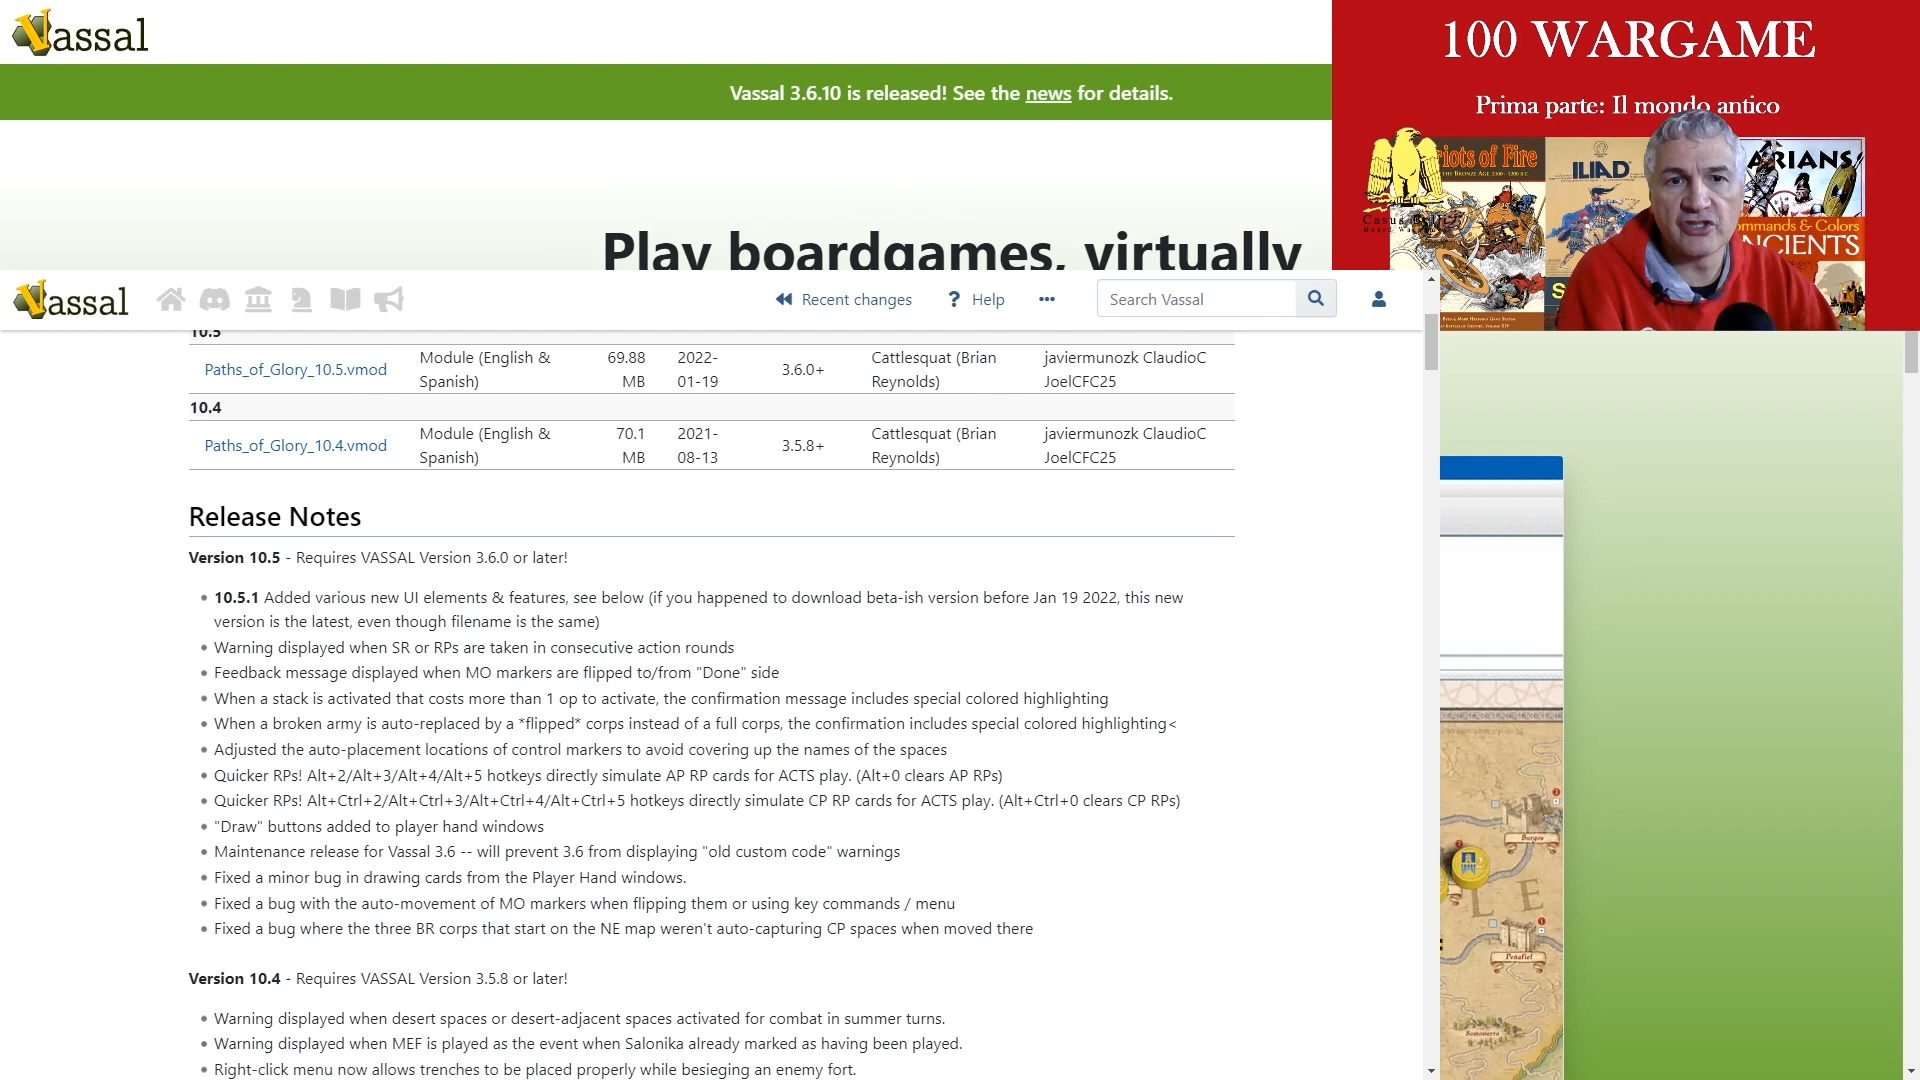 Vassal
Vassal 3.6.10 is released! See the news for details.
Play boardgames, virtually
100 WARGAME
Prima parte: Il mondo antico
riots of Fire
THE BRONZE AGE 2300 - 1200 B.C.
ILIAD
ARIANS
ommands & Colors
NCIENTS
Casus Belli
Vassal
Recent changes
Help
Search Vassal
10.5
Paths_of_Glory_10.5.vmod
Module (English &
Spanish)
69.88
MB
2022-
01-19
3.6.0+
Cattlesquat (Brian
Reynolds)
javiermunozk ClaudioC
JoelCFC25
10.4
Paths_of_Glory_10.4.vmod
Module (English &
Spanish)
70.1
MB
2021-
08-13
3.5.8+
Cattlesquat (Brian
Reynolds)
javiermunozk ClaudioC
JoelCFC25
Release Notes
Version 10.5 - Requires VASSAL Version 3.6.0 or later!
10.5.1 Added various new UI elements & features, see below (if you happened to download beta-ish version before Jan 19 2022, this new
version is the latest, even though filename is the same)
Warning displayed when SR or RPs are taken in consecutive action rounds
Feedback message displayed when MO markers are flipped to/from "Done" side
When a stack is activated that costs more than 1 op to activate, the confirmation message includes special colored highlighting
When a broken army is auto-replaced by a *flipped* corps instead of a full corps, the confirmation includes special colored highlighting<
Adjusted the auto-placement locations of control markers to avoid covering up the names of the spaces
Quicker RPs! Alt+2/Alt+3/Alt+4/Alt+5 hotkeys directly simulate AP RP cards for ACTS play. (Alt+0 clears AP RPs)
Quicker RPs! Alt+Ctrl+2/Alt+Ctrl+3/Alt+Ctrl+4/Alt+Ctrl+5 hotkeys directly simulate CP RP cards for ACTS play. (Alt+Ctrl+0 clears CP RPs)
"Draw" buttons added to player hand windows
Maintenance release for Vassal 3.6 -- will prevent 3.6 from displaying "old custom code" warnings
Fixed a minor bug in drawing cards from the Player Hand windows.
Fixed a bug with the auto-movement of MO markers when flipping them or using key commands / menu
Fixed a bug where the three BR corps that start on the NE map weren't auto-capturing CP spaces when moved there
Version 10.4 - Requires VASSAL Version 3.5.8 or later!
Warning displayed when desert spaces or desert-adjacent spaces activated for combat in summer turns.
Warning displayed when MEF is played as the event when Salonika already marked as having been played.
Right-click menu now allows trenches to be placed properly while besieging an enemy fort.
Burgos
L E
Peñafiel
Somosierra